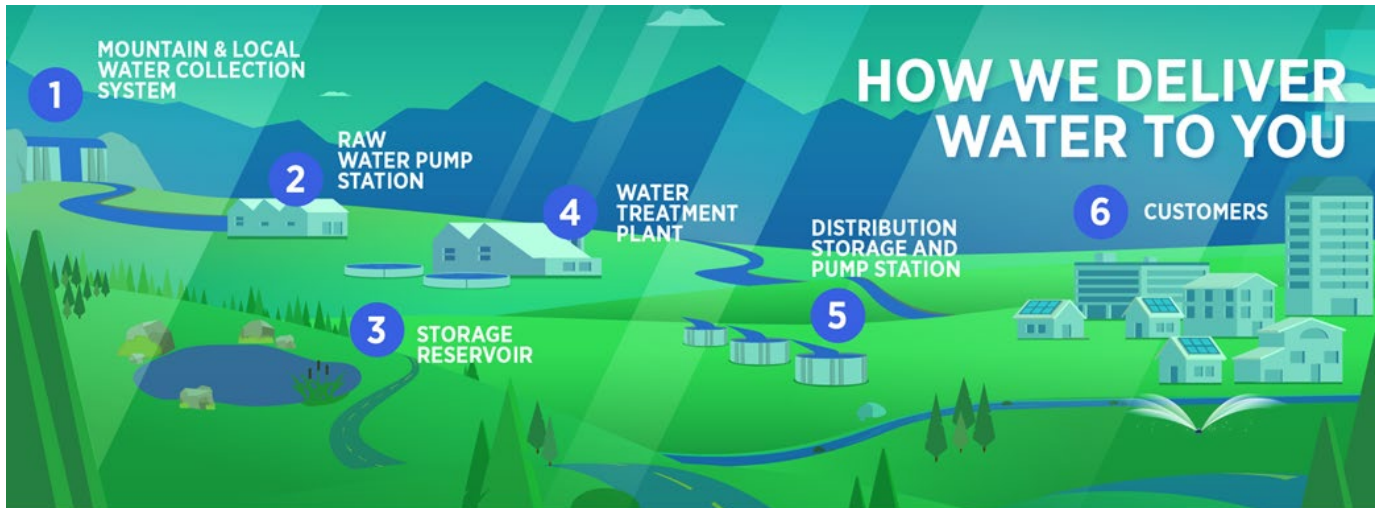 HOW WE DELIVER
WATER TO YOU
1
MOUNTAIN & LOCAL
WATER COLLECTION
SYSTEM
2
RAW
WATER PUMP
STATION
3
STORAGE
RESERVOIR
4
WATER
TREATMENT
PLANT
5
DISTRIBUTION
STORAGE AND
PUMP STATION
6
CUSTOMERS